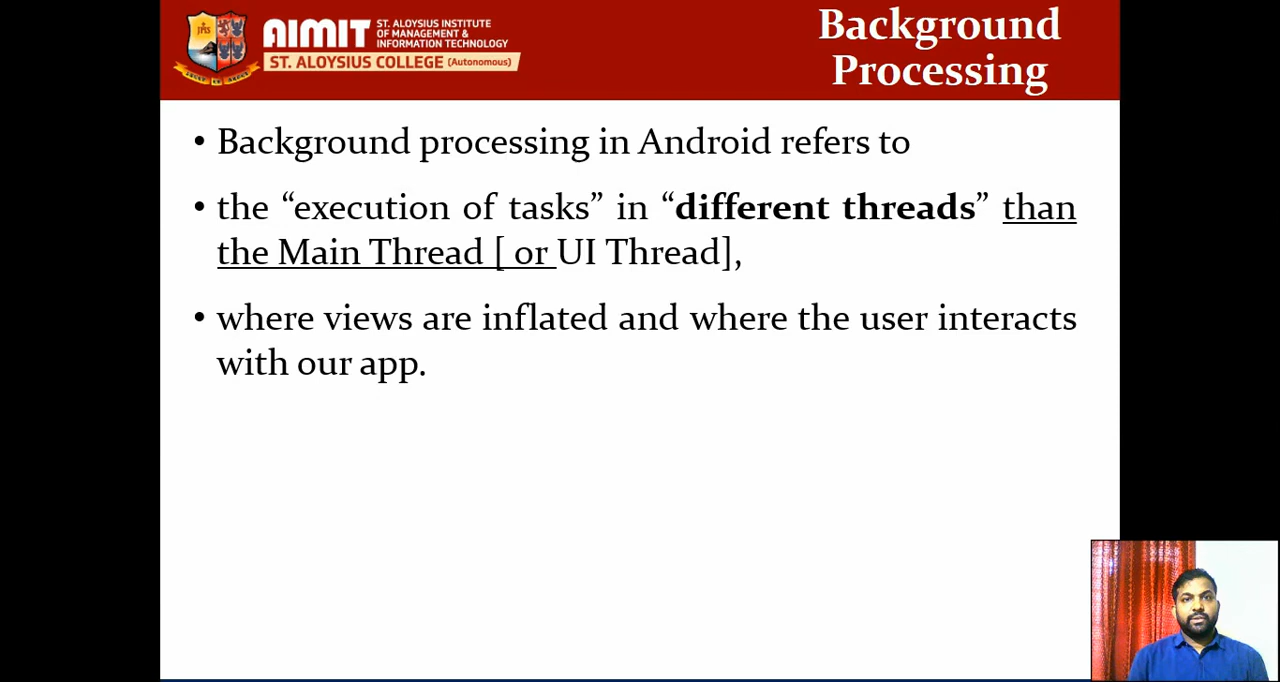 AIMIT
ST. ALOYSIUS INSTITUTE
OF MANAGEMENT &
INFORMATION TECHNOLOGY
ST. ALOYSIUS COLLEGE (Autonomous)
Background
Processing
• Background processing in Android refers to
• the “execution of tasks” in “different threads” than
the Main Thread [ or UI Thread],
• where views are inflated and where the user interacts
with our app.